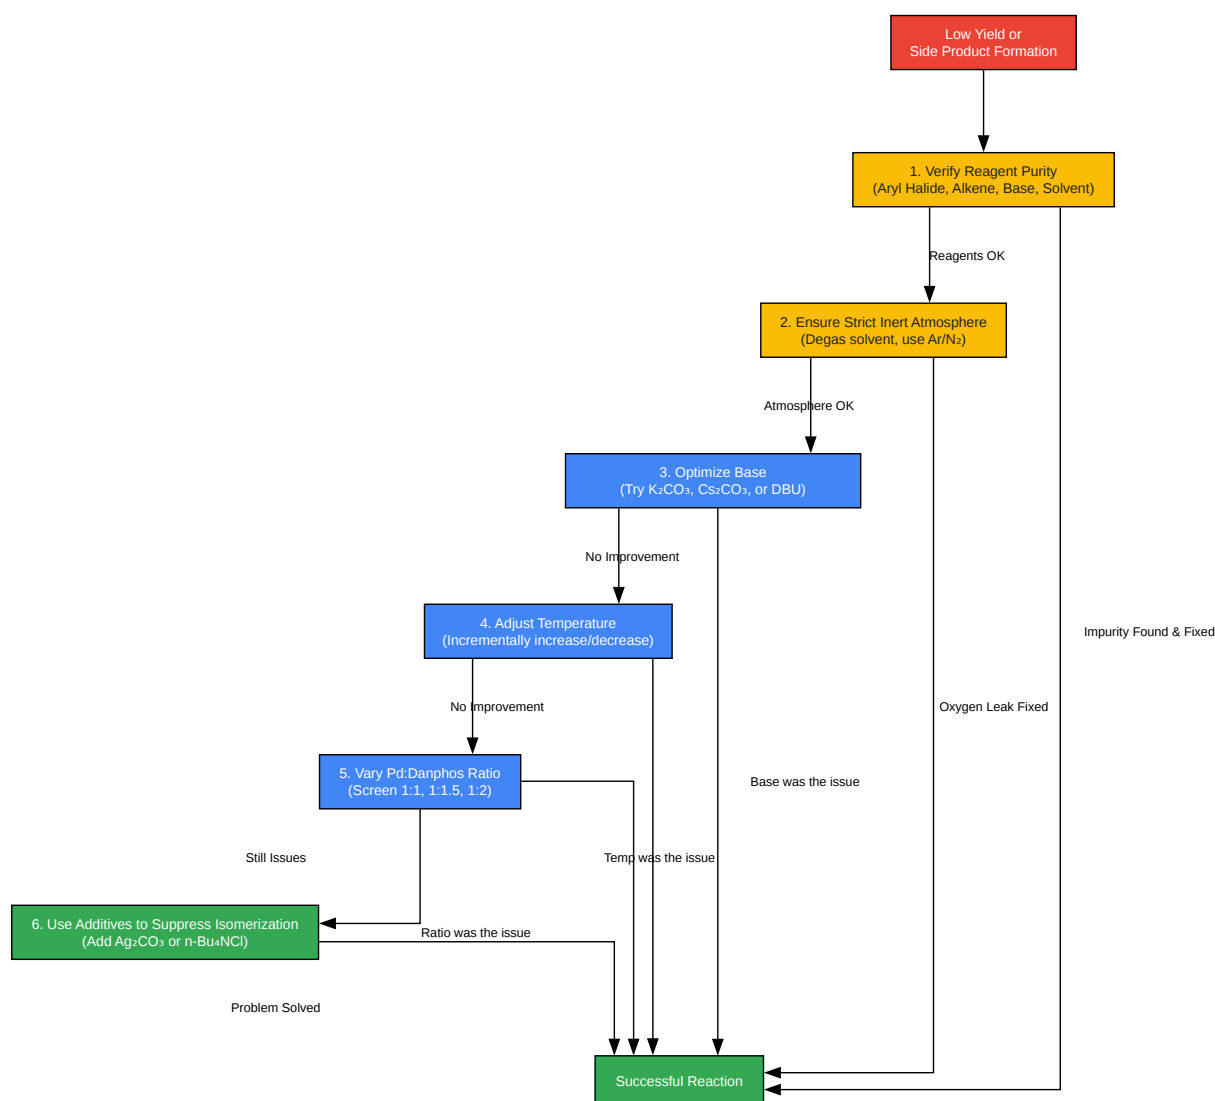 Low Yield or
Side Product Formation
1. Verify Reagent Purity
(Aryl Halide, Alkene, Base, Solvent)
Reagents OK
2. Ensure Strict Inert Atmosphere
(Degas solvent, use Ar/N₂)
Atmosphere OK
3. Optimize Base
(Try K₂CO₃, Cs₂CO₃, or DBU)
No Improvement
4. Adjust Temperature
(Incrementally increase/decrease)
Impurity Found & Fixed
No Improvement
Oxygen Leak Fixed
5. Vary Pd:Danphos Ratio
(Screen 1:1, 1:1.5, 1:2)
Base was the issue
Still Issues
Temp was the issue
6. Use Additives to Suppress Isomerization
(Add Ag₂CO₃ or n-Bu₄NCl)
Ratio was the issue
Problem Solved
Successful Reaction